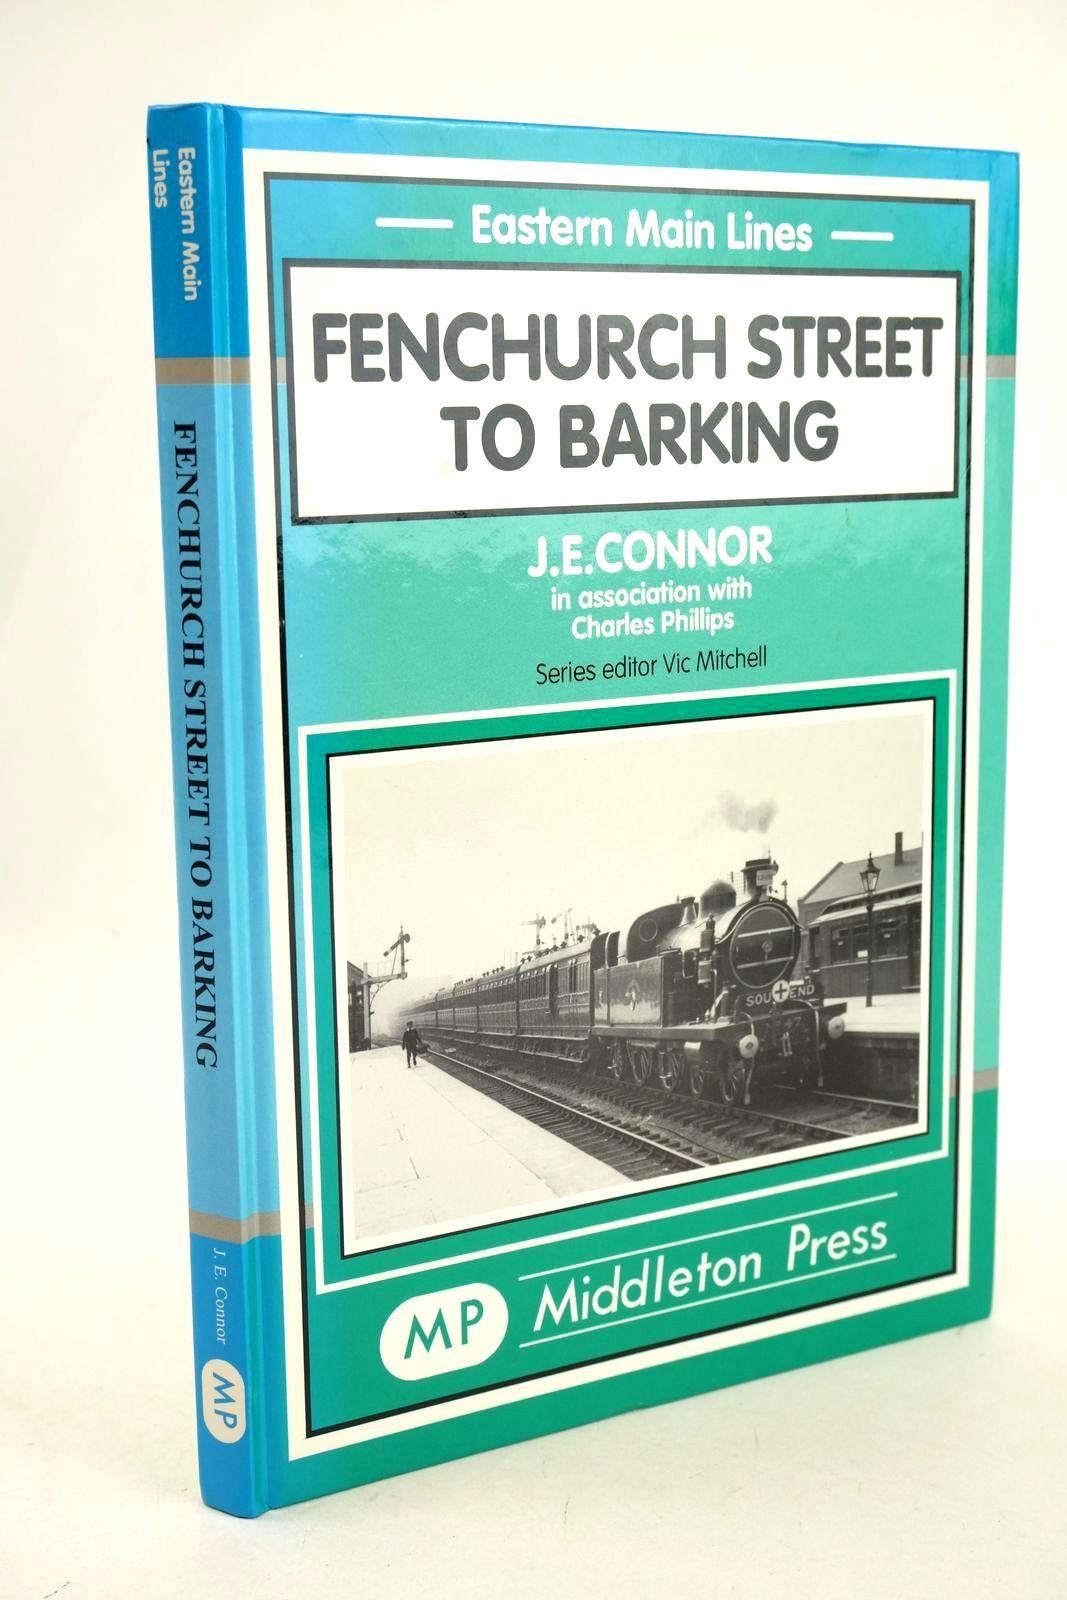 Eastern Main
Lines
FENCHURCH STREET TO BARKING
J. E. Connor
MP
Eastern Main Lines
FENCHURCH STREET
TO BARKING
J.E.CONNOR
in association with
Charles Phillips
Series editor Vic Mitchell
SOUTHEND
MP Middleton Press